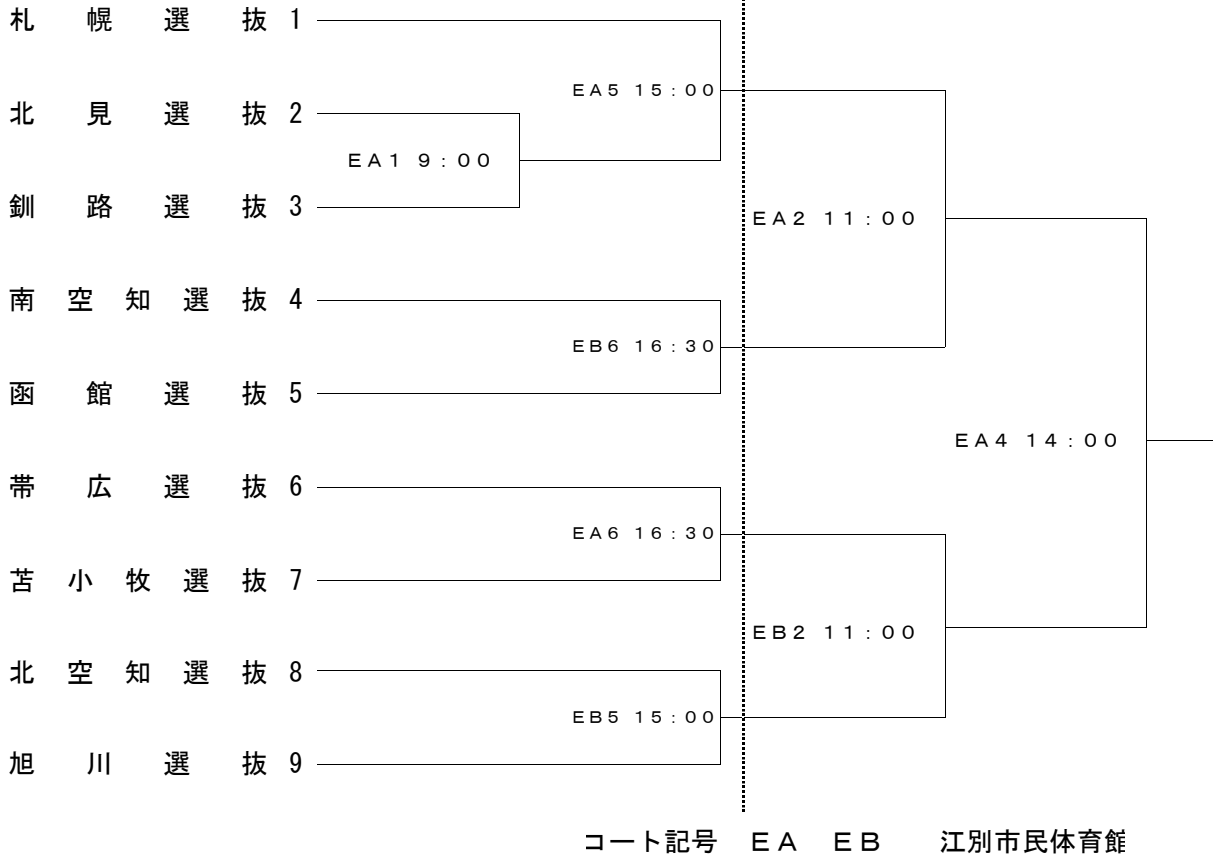 札幌選抜 1
EA5 15:00
北見選抜 2
EA1 9:00
釧路選抜 3
EA2 11:00
南空知選抜 4
EB6 16:30
函館選抜 5
EA4 14:00
帯広選抜 6
EA6 16:30
苫小牧選抜 7
EB2 11:00
北空知選抜 8
EB5 15:00
旭川選抜 9
コート記号 EA EB 江別市民体育館